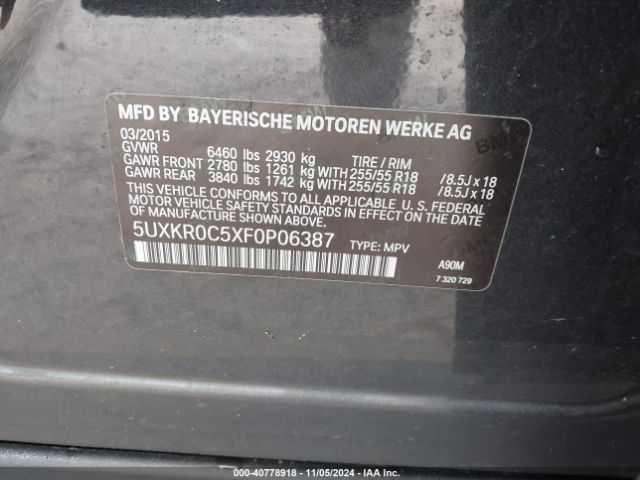 MFD BY BAYERISCHE MOTOREN WERKE AG
03/2015
GVWR 6460 lbs 2930 kg TIRE / RIM
GAWR FRONT 2780 lbs 1261 kg WITH 255/55 R18 / 8.5J x 18
GAWR REAR 3840 lbs 1742 kg WITH 255/55 R18 / 8.5J x 18
THIS VEHICLE CONFORMS TO ALL APPLICABLE U.S. FEDERAL
MOTOR VEHICLE SAFETY STANDARDS IN EFFECT ON THE DATE OF
MANUFACTURE SHOWN ABOVE.
5UXKR0C5XF0P06387 TYPE: MPV
A90M
7 320 729
000-40778918 - 11/05/2024 - IAA Inc.